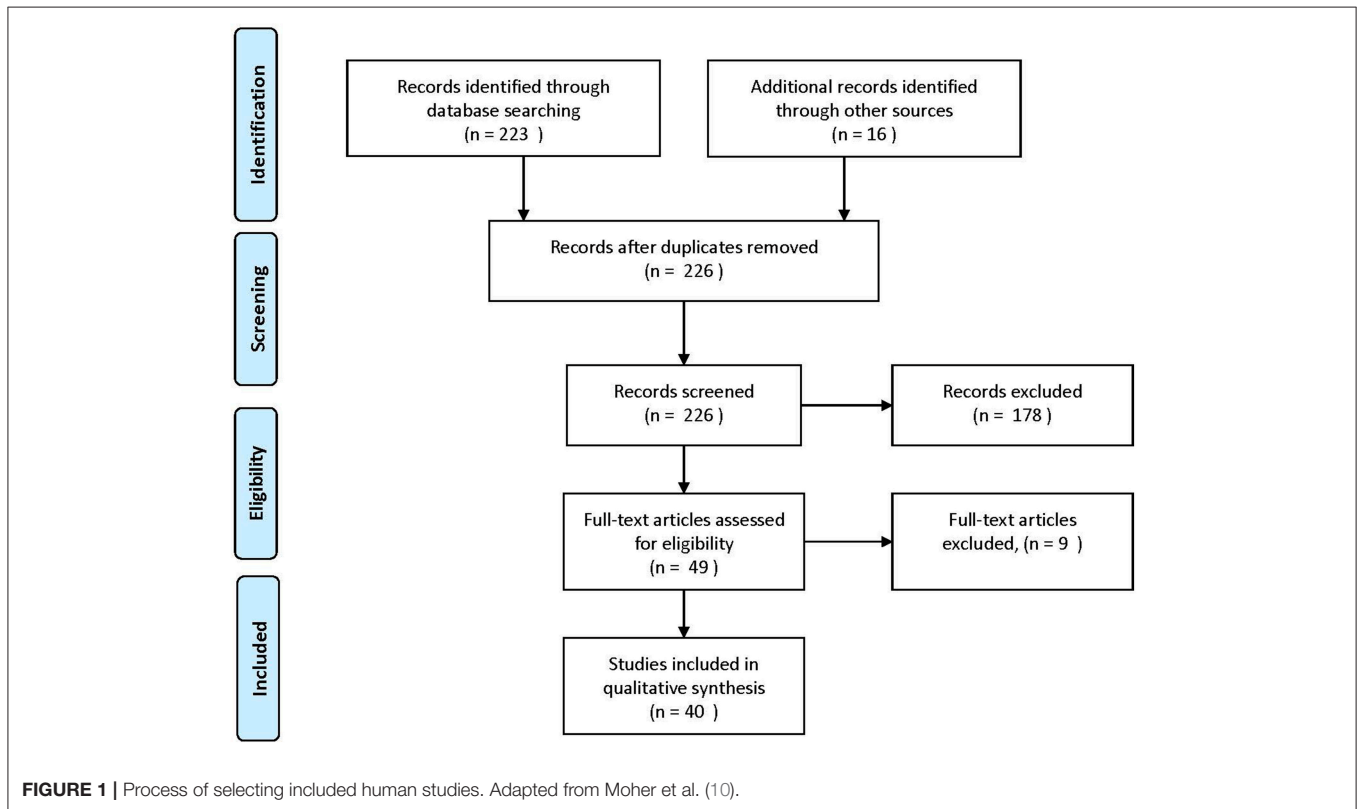 Identification
Records identified through
database searching
(n = 223 )
Additional records identified
through other sources
(n = 16 )
Screening
Records after duplicates removed
(n = 226 )
Records screened
(n = 226 )
Records excluded
(n = 178 )
Eligibility
Full-text articles assessed
for eligibility
(n = 49 )
Full-text articles
excluded, (n = 9 )
Included
Studies included in
qualitative synthesis
(n = 40 )
FIGURE 1 | Process of selecting included human studies. Adapted from Moher et al. (10).